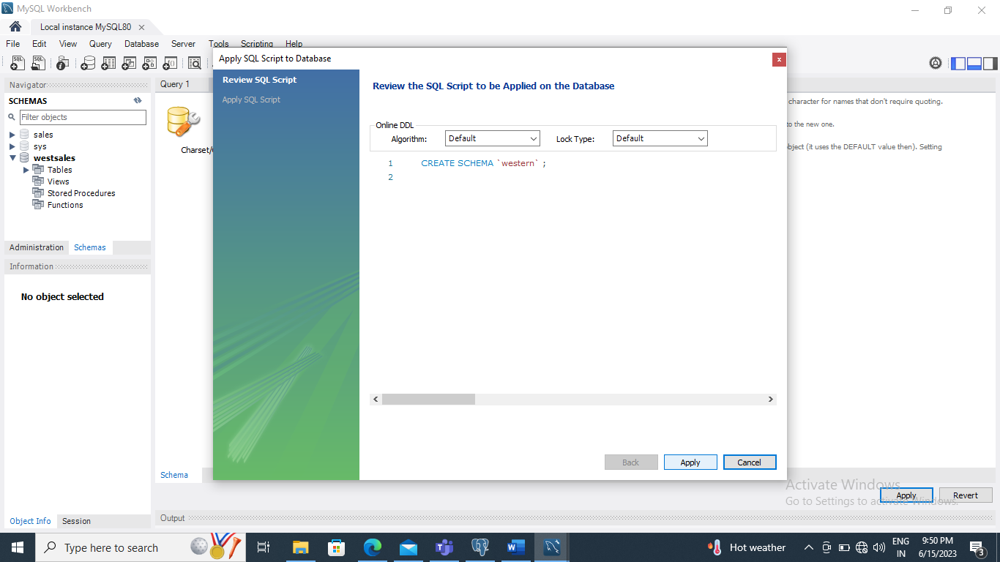 MySQL Workbench
Local instance MySQL80
File Edit View Query Database Server Tools Scripting Help
Navigator
SCHEMAS
Filter objects
sales
sys
westsales
Tables
Views
Stored Procedures
Functions
Administration Schemas
Information
No object selected
Object Info Session
Query 1
Charset/
Schema
Output
Apply SQL Script to Database
Review SQL Script
Apply SQL Script
Review the SQL Script to be Applied on the Database
Online DDL
Algorithm: Default Lock Type: Default
1 CREATE SCHEMA `western` ;
2
Back Apply Cancel
character for names that don't require quoting.
to the new one.
bject (it uses the DEFAULT value then). Setting
Activate Windows
Go to Settings to activate Windows.
Apply Revert
Type here to search
Hot weather
ENG
IN
9:50 PM
6/15/2023
3